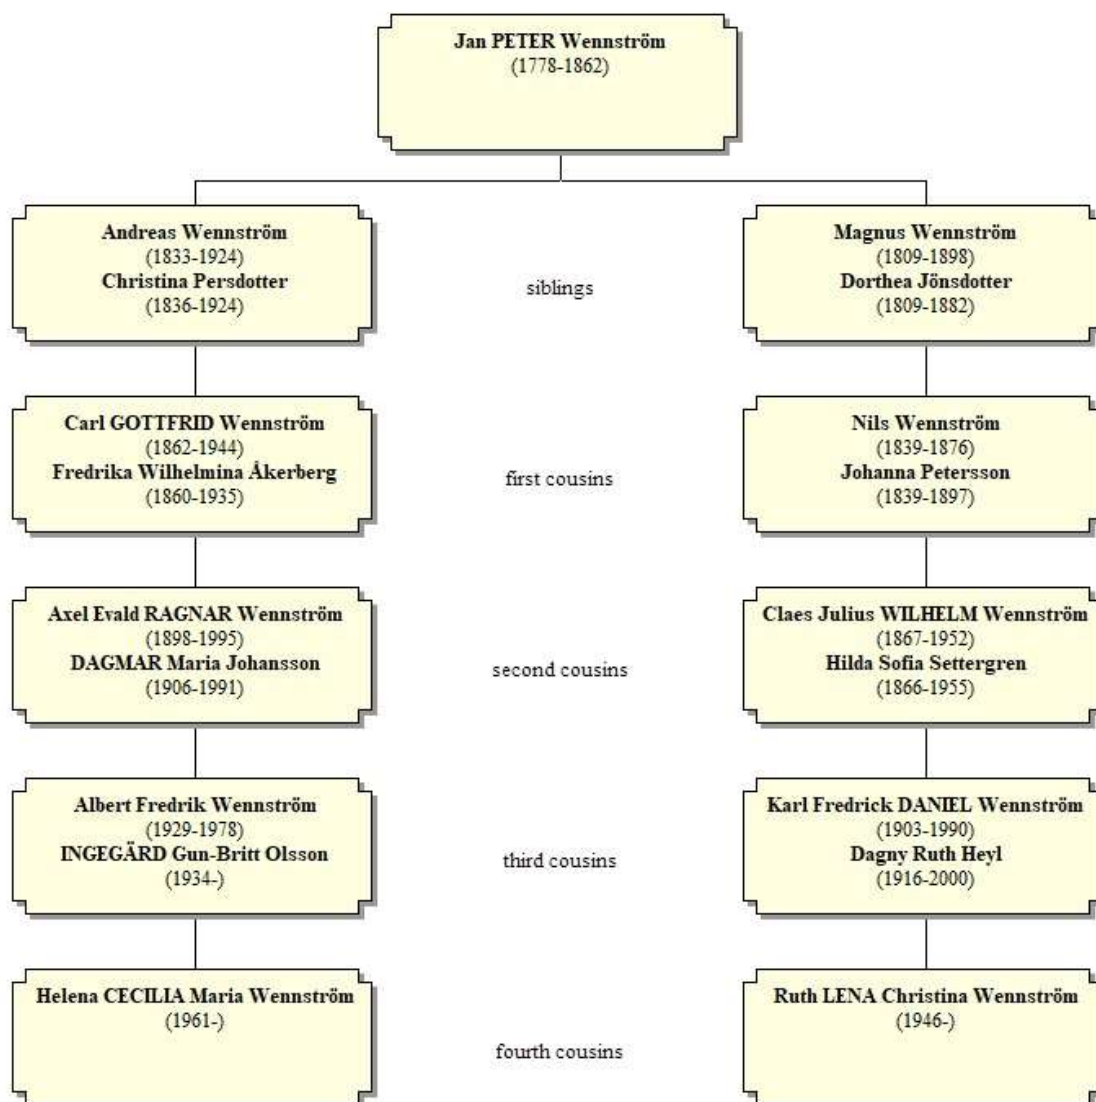 Jan PETER Wennström
(1778-1862)
Andreas Wennström
(1833-1924)
Christina Persdotter
(1836-1924)
siblings
Magnus Wennström
(1809-1898)
Dorthea Jönsdotter
(1809-1882)
Carl GOTTFRID Wennström
(1862-1944)
Fredrika Wilhelmina Åkerberg
(1860-1935)
first cousins
Nils Wennström
(1839-1876)
Johanna Petersson
(1839-1897)
Axel Evald RAGNAR Wennström
(1898-1995)
DAGMAR Maria Johansson
(1906-1991)
second cousins
Claes Julius WILHELM Wennström
(1867-1952)
Hilda Sofia Settergren
(1866-1955)
Albert Fredrik Wennström
(1929-1978)
INGEGÄRD Gun-Britt Olsson
(1934-)
third cousins
Karl Fredrick DANIEL Wennström
(1903-1990)
Dagny Ruth Heyl
(1916-2000)
Helena CECILIA Maria Wennström
(1961-)
fourth cousins
Ruth LENA Christina Wennström
(1946-)